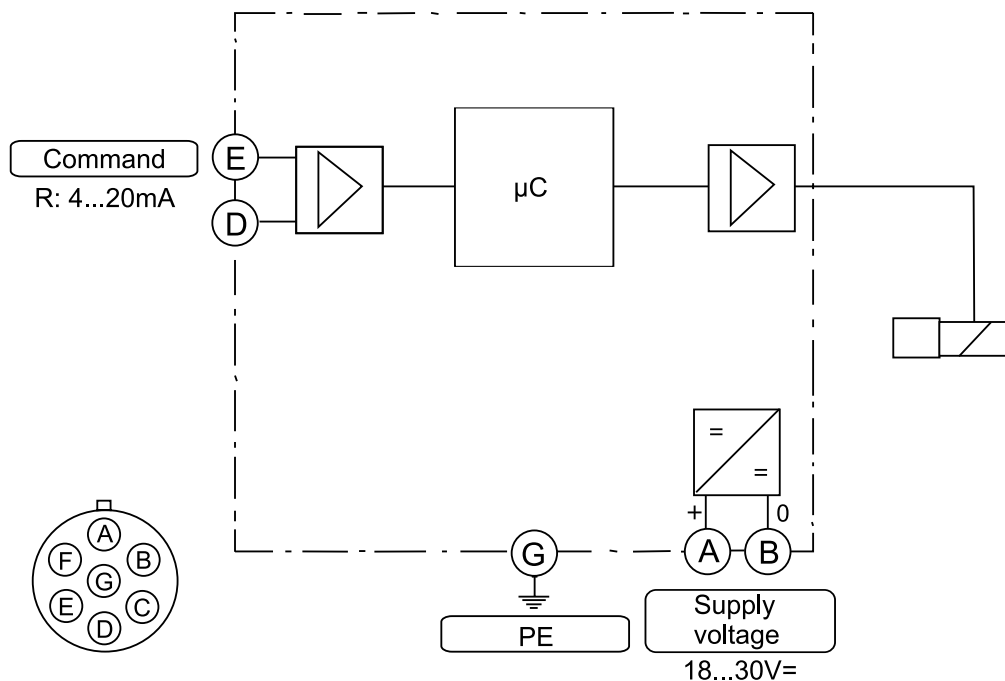 Command
R: 4...20mA
E
D
µC
=
=
+
0
A
B
Supply
voltage
18...30V=
G
PE
A
F
B
G
E
C
D